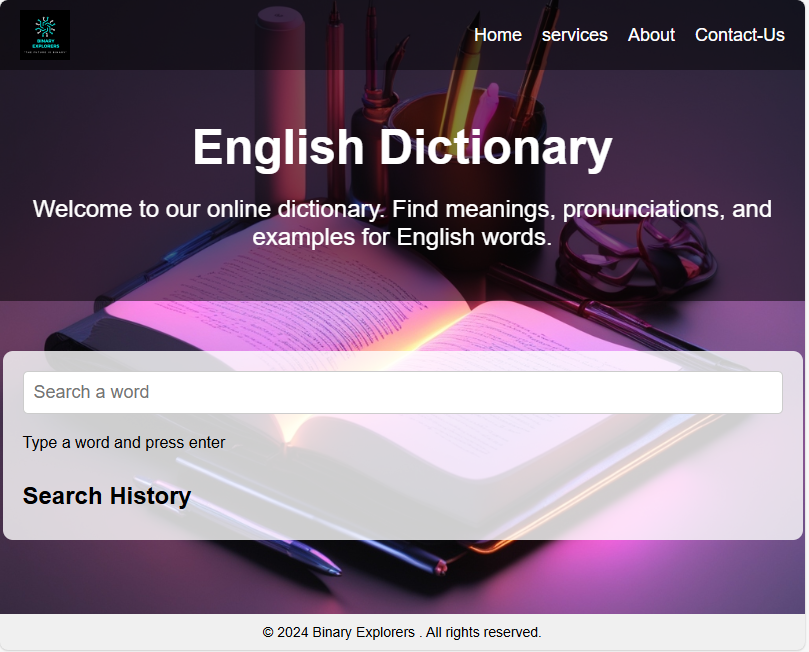 BINARY
EXPLORERS
Home services About Contact-Us
English Dictionary
Welcome to our online dictionary. Find meanings, pronunciations, and
examples for English words.
Search a word
Type a word and press enter
Search History
© 2024 Binary Explorers . All rights reserved.